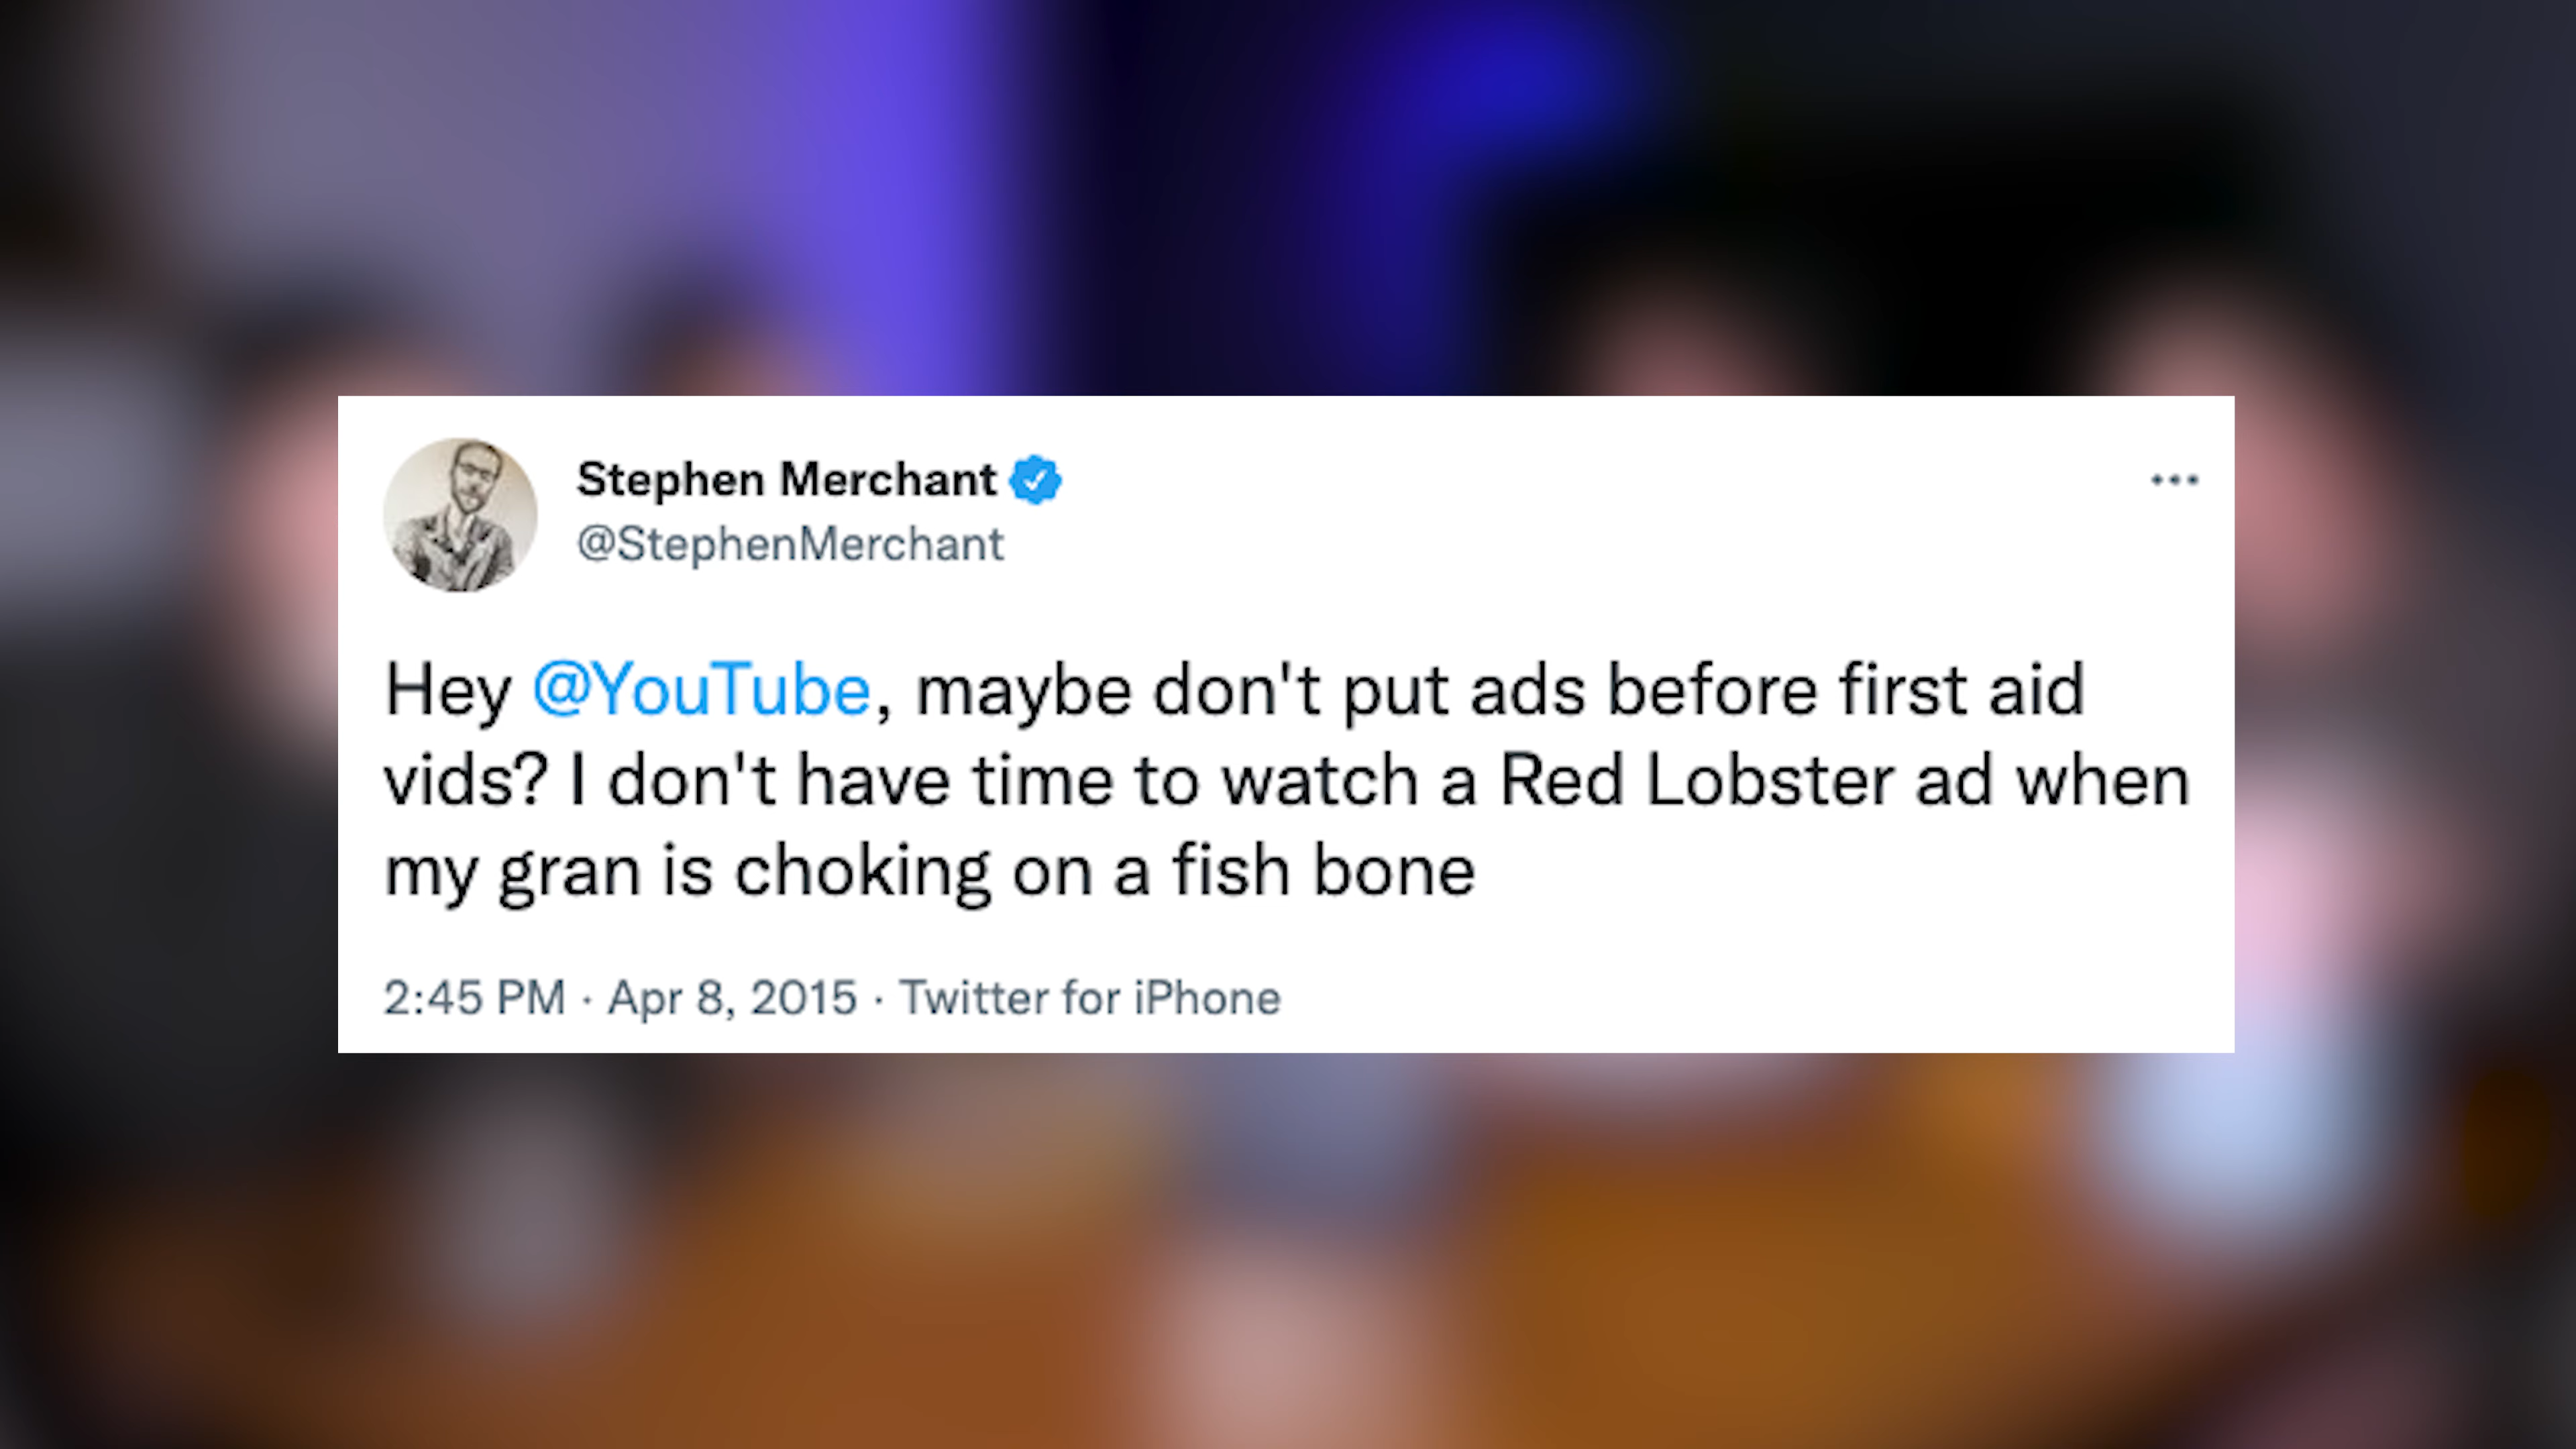 Stephen Merchant
@StephenMerchant
Hey @YouTube, maybe don't put ads before first aid
vids? I don't have time to watch a Red Lobster ad when
my gran is choking on a fish bone
2:45 PM · Apr 8, 2015 · Twitter for iPhone